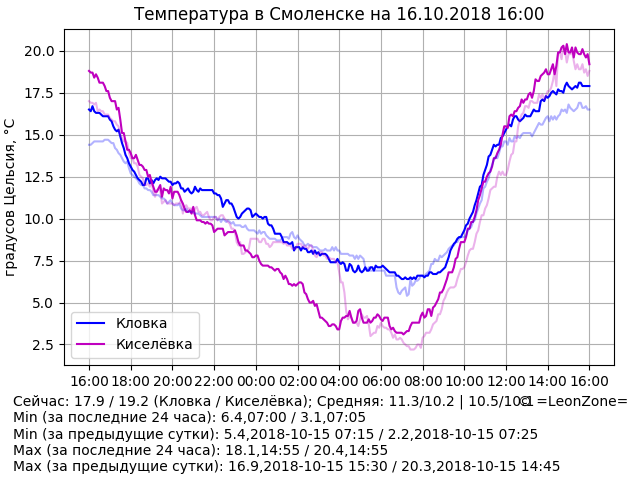 Температура в Смоленске на 16.10.2018 16:00
градусов Цельсия, °C
20.0
17.5
15.0
12.5
10.0
7.5
5.0
2.5
Кловка
Киселёвка
16:00 18:00 20:00 22:00 00:00 02:00 04:00 06:00 08:00 10:00 12:00 14:00 16:00
Сейчас: 17.9 / 19.2 (Кловка / Киселёвка); Средняя: 11.3/10.2 | 10.5/10.1 © =LeonZone=
Min (за последние 24 часа): 6.4,07:00 / 3.1,07:05
Min (за предыдущие сутки): 5.4,2018-10-15 07:15 / 2.2,2018-10-15 07:25
Max (за последние 24 часа): 18.1,14:55 / 20.4,14:55
Max (за предыдущие сутки): 16.9,2018-10-15 15:30 / 20.3,2018-10-15 14:45